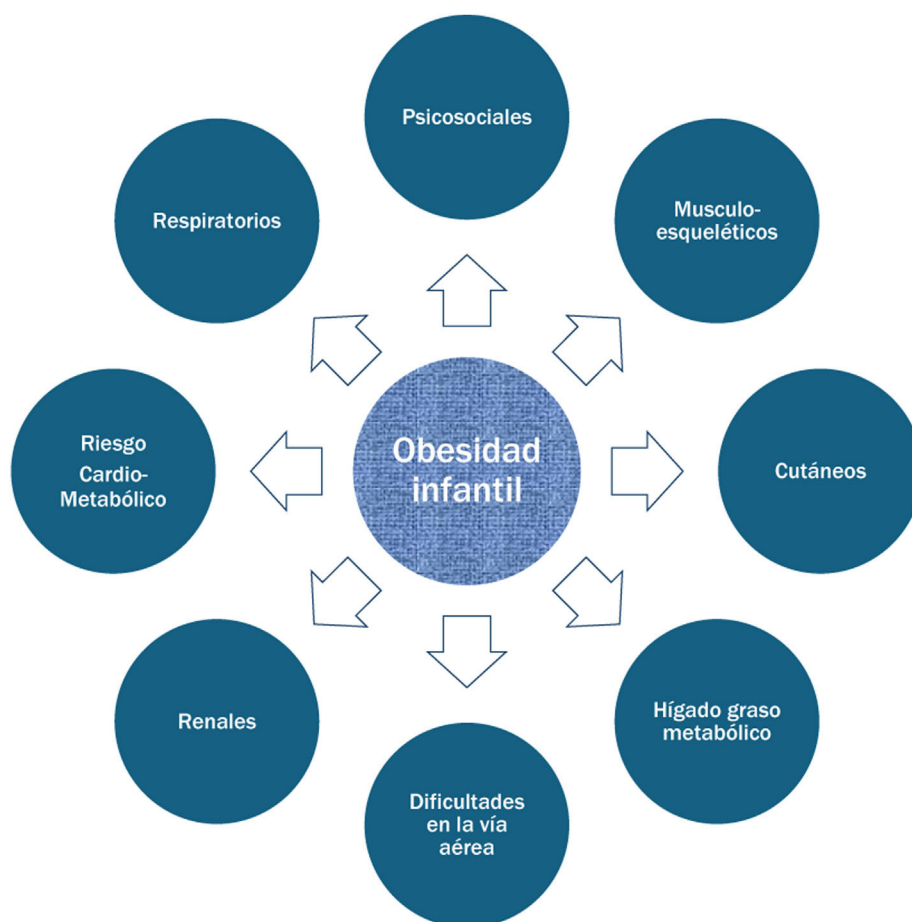 Psicosociales
Respiratorios
Musculo-
esqueléticos
Riesgo
Cardio-
Metabólico
Obesidad
infantil
Cutáneos
Renales
Hígado graso
metabólico
Dificultades
en la vía
aérea